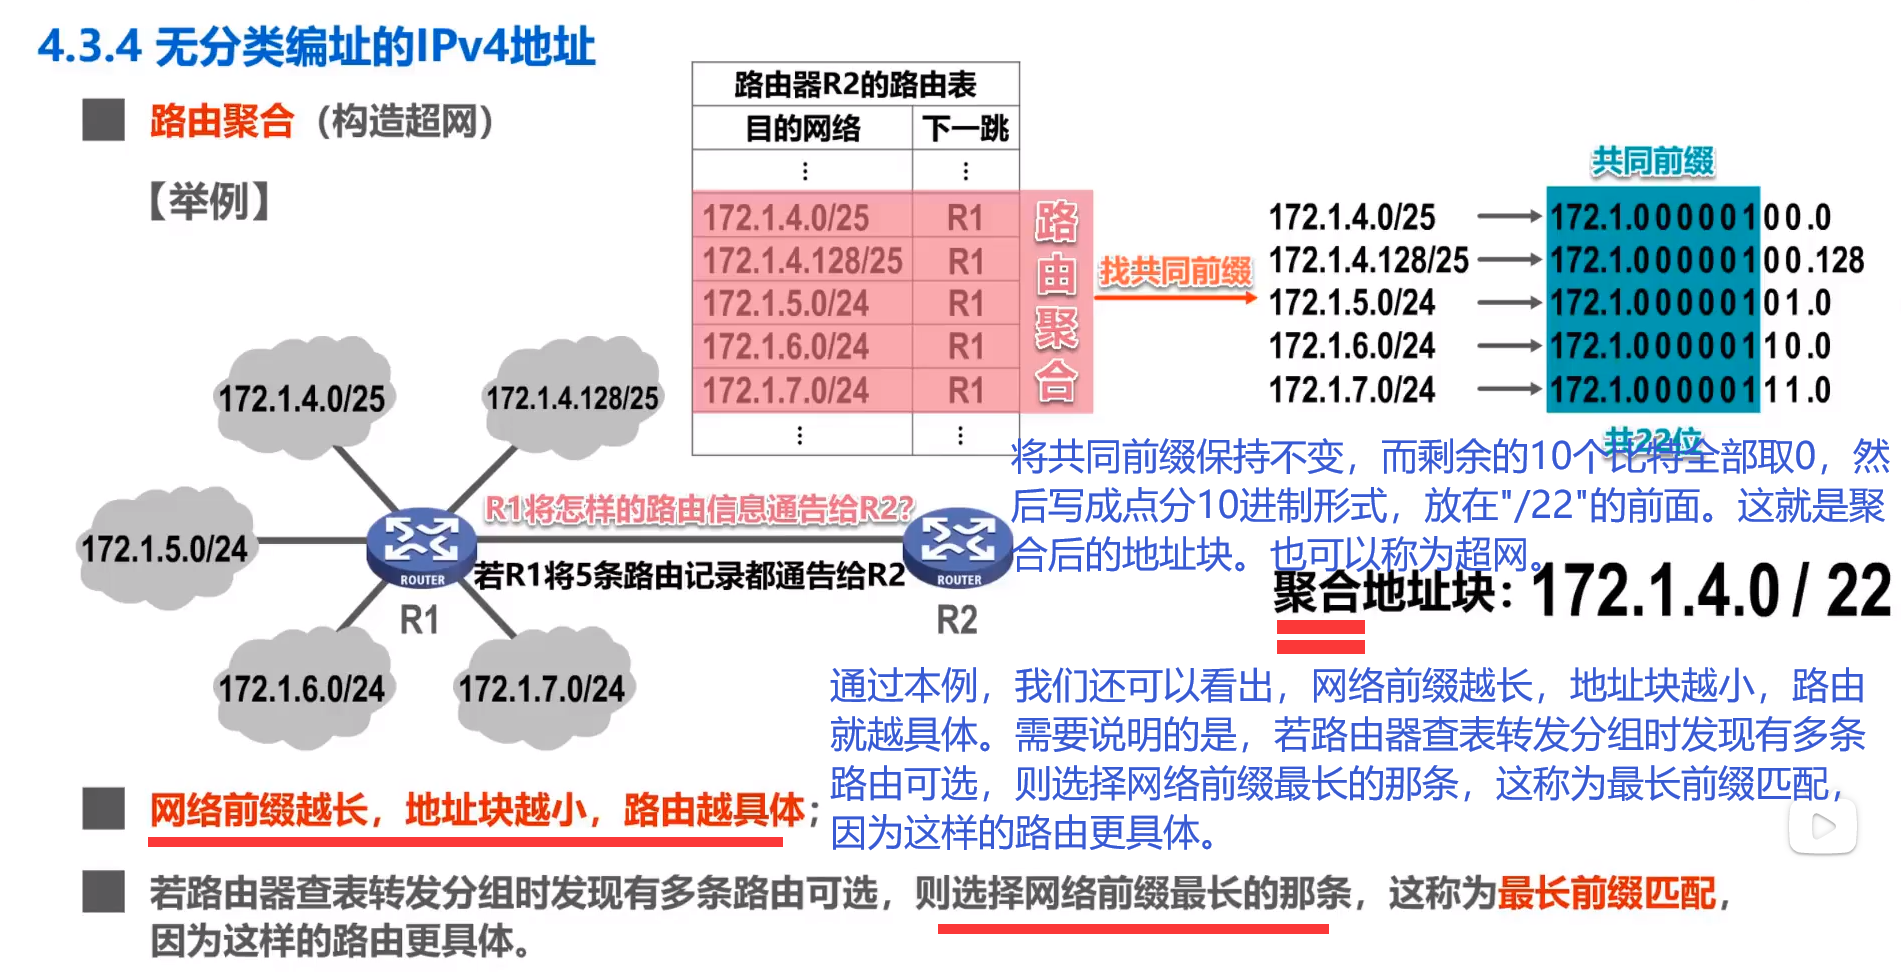 4.3.4 无分类编址的IPv4地址
路由聚合（构造超网）
【举例】
路由器R2的路由表
目的网络 下一跳
⋮ ⋮
172.1.4.0/25 R1
172.1.4.128/25 R1
172.1.5.0/24 R1
172.1.6.0/24 R1
172.1.7.0/24 R1
⋮ ⋮
路由聚合
找共同前缀
共同前缀
172.1.4.0/25 172.1.00000100.0
172.1.4.128/25 172.1.00000100.128
172.1.5.0/24 172.1.00000101.0
172.1.6.0/24 172.1.00000110.0
172.1.7.0/24 172.1.00000111.0
共22位
将共同前缀保持不变，而剩余的10个比特全部取0，然
后写成点分10进制形式，放在"/22"的前面。这就是聚
合后的地址块。也可以称为超网。
聚合地址块：172.1.4.0 / 22
172.1.4.0/25
172.1.4.128/25
172.1.5.0/24
172.1.6.0/24
172.1.7.0/24
R1将怎样的路由信息通告给R2？
若R1将5条路由记录都通告给R2
ROUTER
R1
ROUTER
R2
通过本例，我们还可以看出，网络前缀越长，地址块越小，路由
就越具体。需要说明的是，若路由器查表转发分组时发现有多条
路由可选，则选择网络前缀最长的那条，这称为最长前缀匹配，
因为这样的路由更具体。
网络前缀越长，地址块越小，路由越具体；
若路由器查表转发分组时发现有多条路由可选，则选择网络前缀最长的那条，这称为最长前缀匹配，
因为这样的路由更具体。